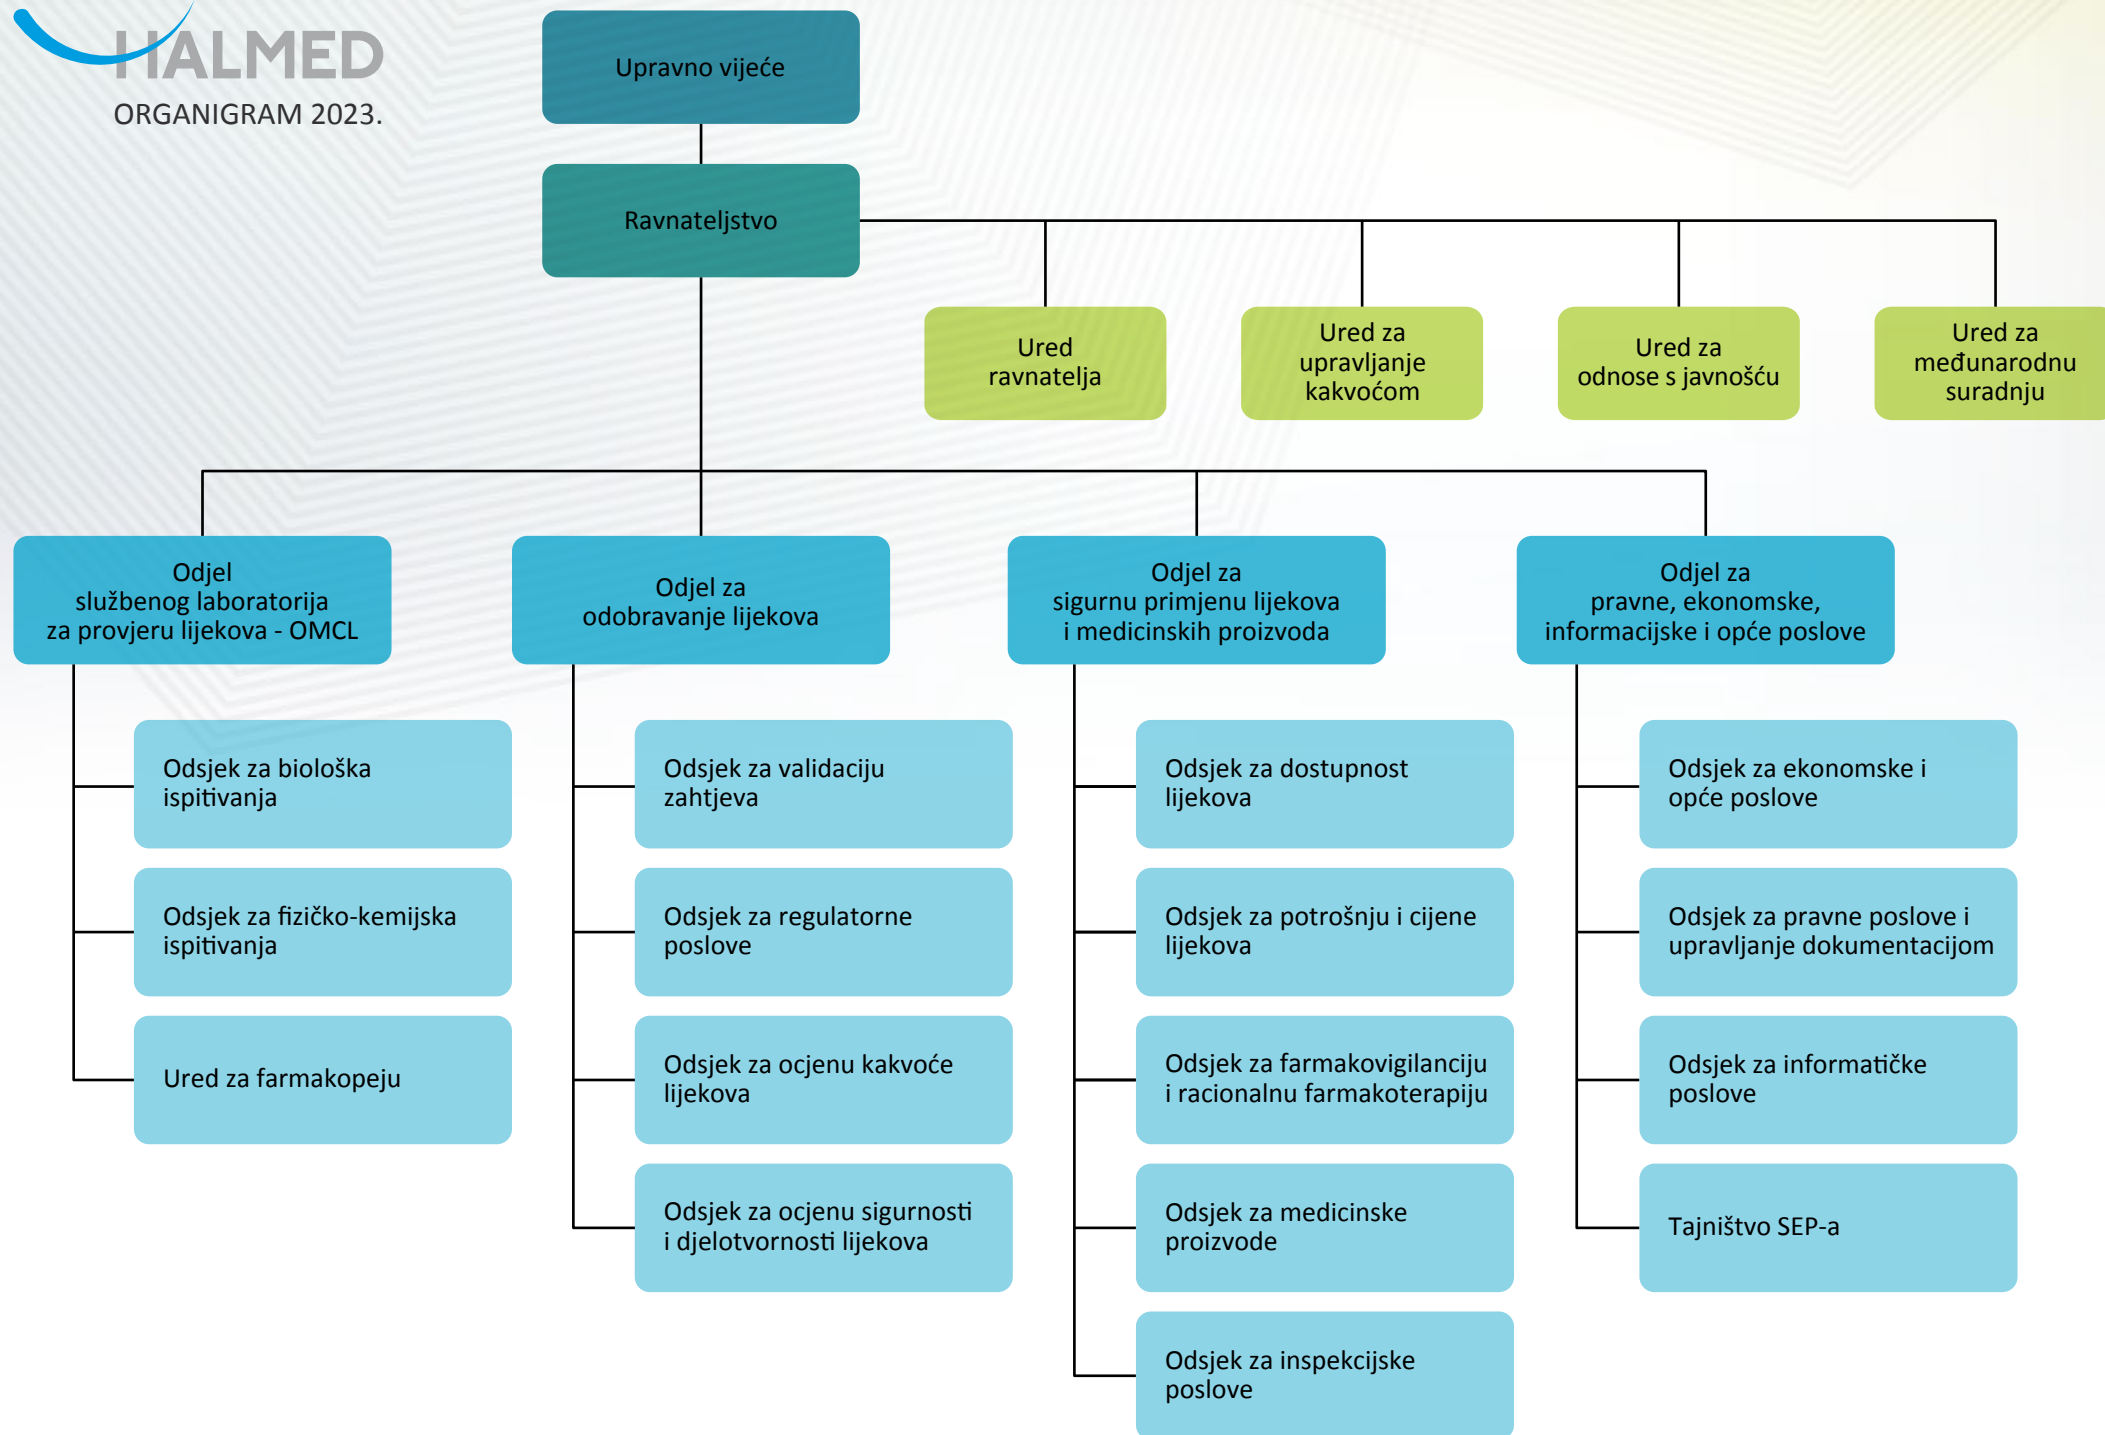 HALMED
ORGANIGRAM 2023.
Upravno vijeće
Ravnateljstvo
Ured
ravnatelja
Ured za
upravljanje
kakvoćom
Ured za
odnose s javnošću
Ured za
međunarodnu
suradnju
Odjel
službenog laboratorija
za provjeru lijekova - OMCL
Odjel za
odobravanje lijekova
Odjel za
sigurnu primjenu lijekova
i medicinskih proizvoda
Odjel za
pravne, ekonomske,
informacijske i opće poslove
Odsjek za biološka
ispitivanja
Odsjek za fizičko-kemijska
ispitivanja
Ured za farmakopeju
Odsjek za validaciju
zahtjeva
Odsjek za regulatorne
poslove
Odsjek za ocjenu kakvoće
lijekova
Odsjek za ocjenu sigurnosti
i djelotvornosti lijekova
Odsjek za dostupnost
lijekova
Odsjek za potrošnju i cijene
lijekova
Odsjek za farmakovigilanciju
i racionalnu farmakoterapiju
Odsjek za medicinske
proizvode
Odsjek za inspekcijske
poslove
Odsjek za ekonomske i
opće poslove
Odsjek za pravne poslove i
upravljanje dokumentacijom
Odsjek za informatičke
poslove
Tajništvo SEP-a